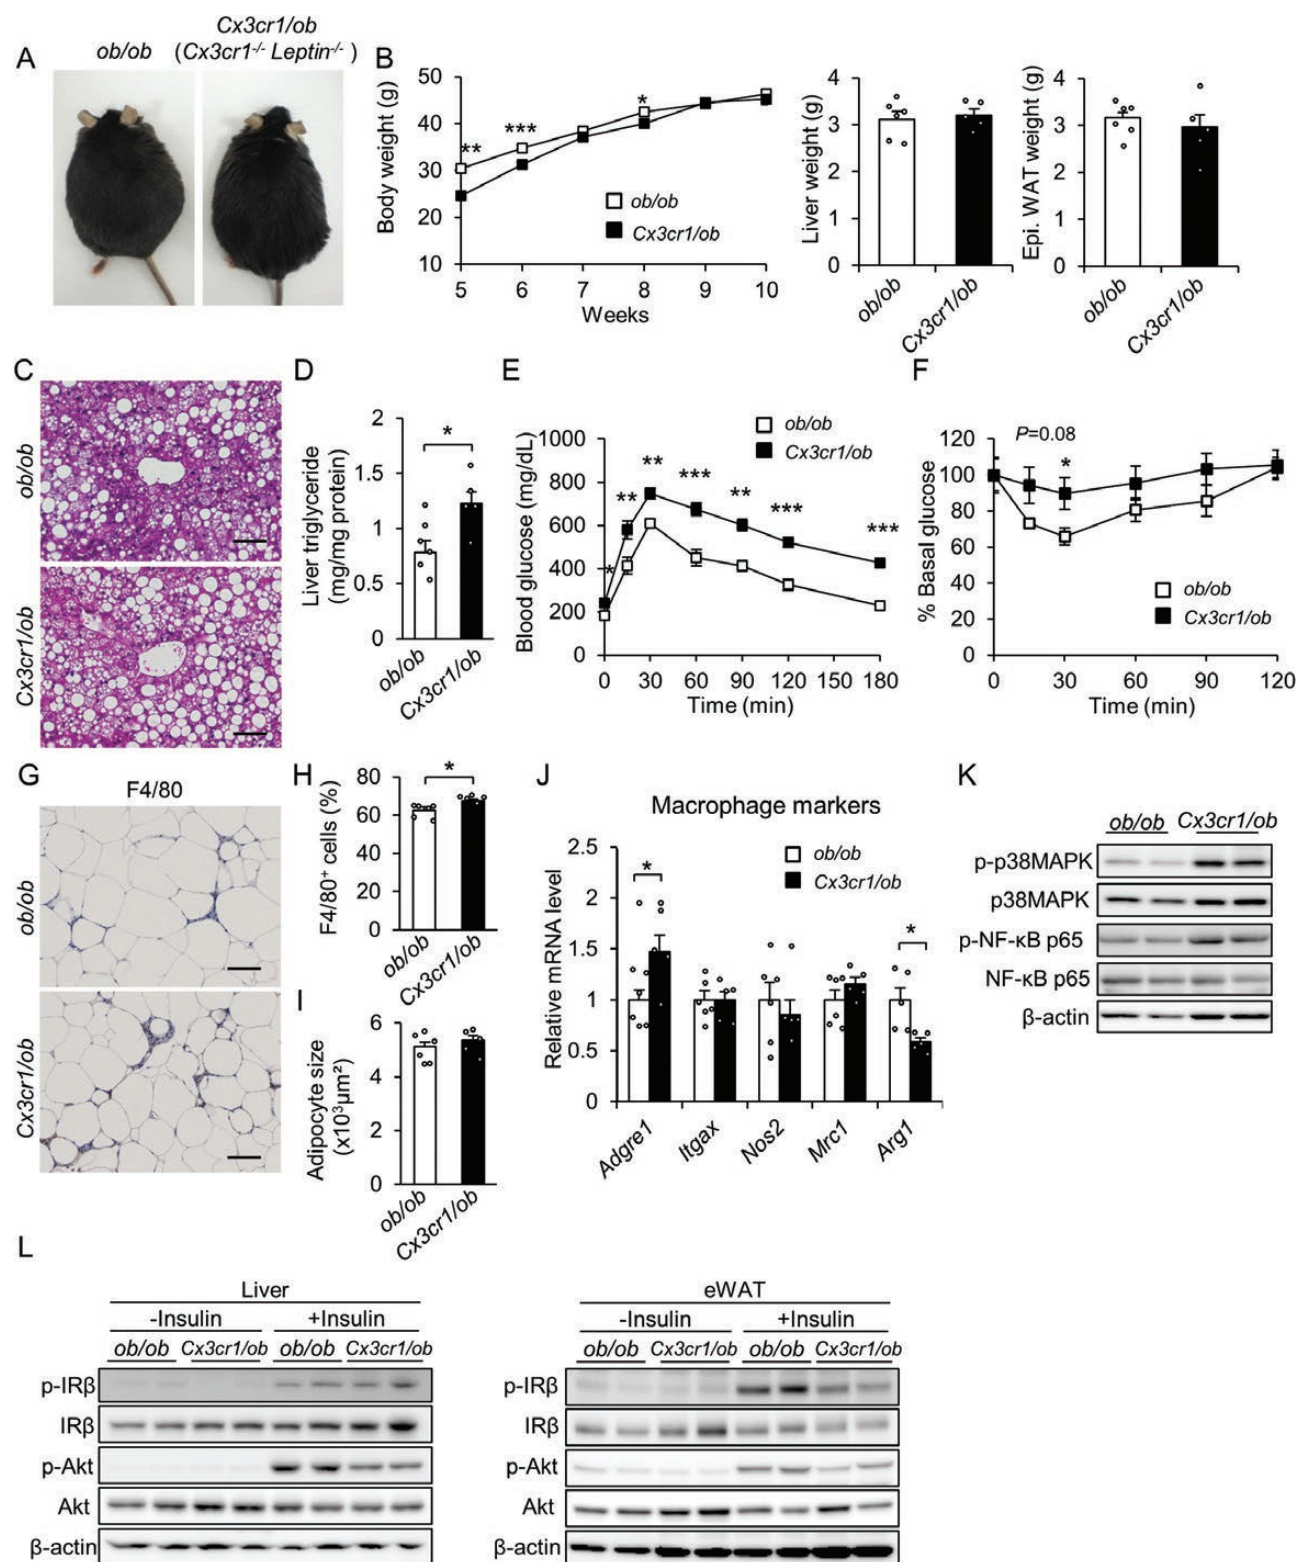 A
ob/ob
Cx3cr1/ob
(Cx3cr1-/- Leptin-/- )
B
Body weight (g)
50
40
30
20
10
**
***
*
ob/ob
Cx3cr1/ob
5 6 7 8 9 10
Weeks
Liver weight (g)
4
3
2
1
0
ob/ob
Cx3cr1/ob
Epi. WAT weight (g)
4
3
2
1
0
ob/ob
Cx3cr1/ob
C
ob/ob
Cx3cr1/ob
D
Liver triglyceride
(mg/mg protein)
2
1.5
1
0.5
0
*
ob/ob
Cx3cr1/ob
E
Blood glucose (mg/dL)
1000
800
600
400
200
0
ob/ob
Cx3cr1/ob
*
**
**
***
**
***
***
0 30 60 90 120 150 180
Time (min)
F
% Basal glucose
120
100
80
60
40
20
0
P=0.08
*
ob/ob
Cx3cr1/ob
0 30 60 90 120
Time (min)
G
F4/80
ob/ob
Cx3cr1/ob
H
F4/80+ cells (%)
80
60
40
20
0
*
ob/ob
Cx3cr1/ob
I
Adipocyte size
(x10³µm²)
6
4
2
0
ob/ob
Cx3cr1/ob
J
Macrophage markers
Relative mRNA level
2.5
2
1.5
1
0.5
0
ob/ob
Cx3cr1/ob
*
*
Adgre1
Itgax
Nos2
Mrc1
Arg1
K
ob/ob Cx3cr1/ob
p-p38MAPK
p38MAPK
p-NF-κB p65
NF-κB p65
β-actin
L
Liver
-Insulin +Insulin
ob/ob Cx3cr1/ob ob/ob Cx3cr1/ob
p-IRβ
IRβ
p-Akt
Akt
β-actin
eWAT
-Insulin +Insulin
ob/ob Cx3cr1/ob ob/ob Cx3cr1/ob
p-IRβ
IRβ
p-Akt
Akt
β-actin